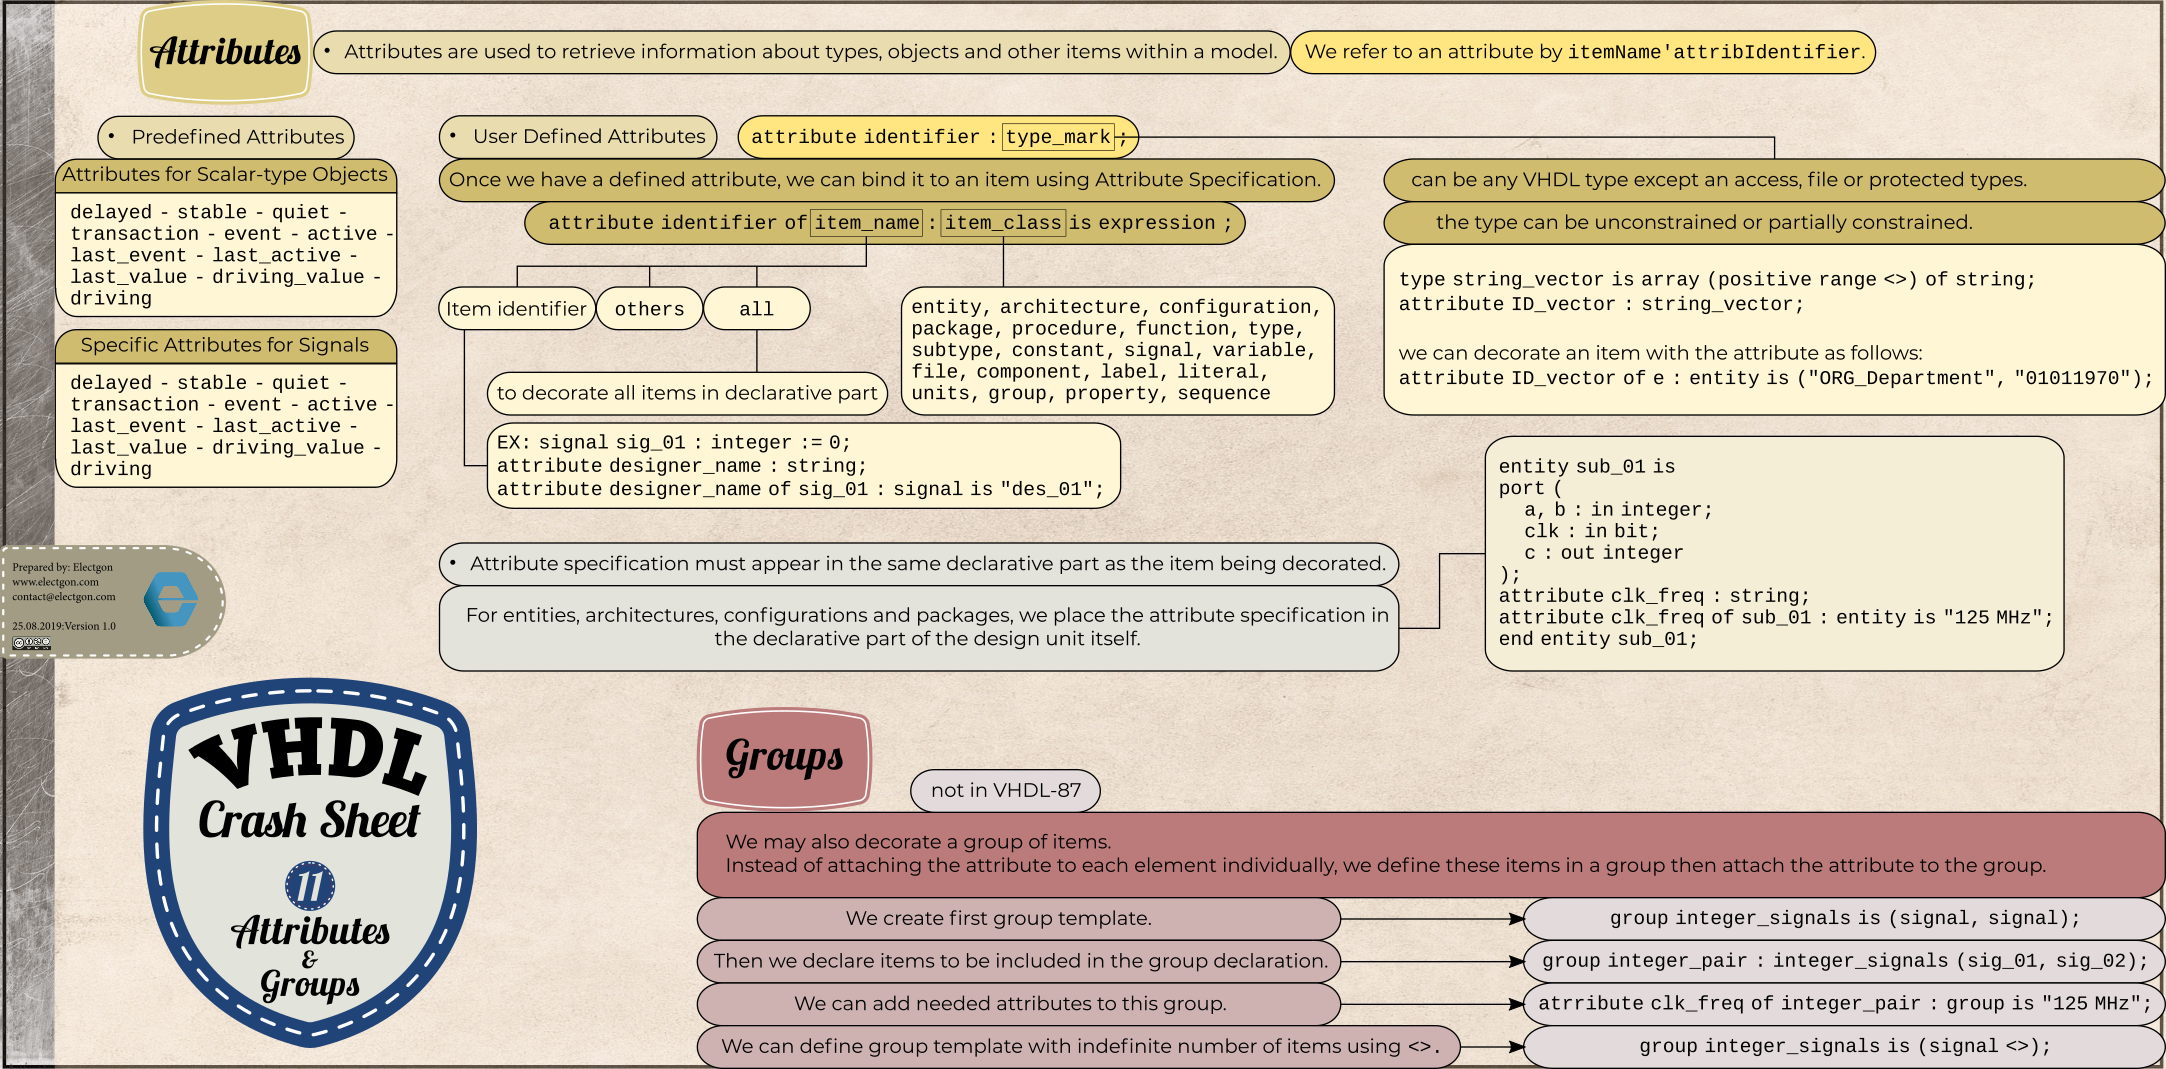 Attributes
• Attributes are used to retrieve information about types, objects and other items within a model.
We refer to an attribute by itemName'attribIdentifier.
• Predefined Attributes
Attributes for Scalar-type Objects
delayed - stable - quiet -
transaction - event - active -
last_event - last_active -
last_value - driving_value -
driving
Specific Attributes for Signals
delayed - stable - quiet -
transaction - event - active -
last_event - last_active -
last_value - driving_value -
driving
• User Defined Attributes
attribute identifier : type_mark ;
Once we have a defined attribute, we can bind it to an item using Attribute Specification.
attribute identifier of item_name : item_class is expression ;
Item identifier
others
all
to decorate all items in declarative part
entity, architecture, configuration,
package, procedure, function, type,
subtype, constant, signal, variable,
file, component, label, literal,
units, group, property, sequence
EX: signal sig_01 : integer := 0;
attribute designer_name : string;
attribute designer_name of sig_01 : signal is "des_01";
can be any VHDL type except an access, file or protected types.
the type can be unconstrained or partially constrained.
type string_vector is array (positive range <>) of string;
attribute ID_vector : string_vector;
we can decorate an item with the attribute as follows:
attribute ID_vector of e : entity is ("ORG_Department", "01011970");
• Attribute specification must appear in the same declarative part as the item being decorated.
For entities, architectures, configurations and packages, we place the attribute specification in
the declarative part of the design unit itself.
entity sub_01 is
port (
a, b : in integer;
clk : in bit;
c : out integer
);
attribute clk_freq : string;
attribute clk_freq of sub_01 : entity is "125 MHz";
end entity sub_01;
Prepared by: Electgon
www.electgon.com
contact@electgon.com
25.08.2019:Version 1.0
VHDL
Crash Sheet
11
Attributes
&
Groups
Groups
not in VHDL-87
We may also decorate a group of items.
Instead of attaching the attribute to each element individually, we define these items in a group then attach the attribute to the group.
We create first group template.
group integer_signals is (signal, signal);
Then we declare items to be included in the group declaration.
group integer_pair : integer_signals (sig_01, sig_02);
We can add needed attributes to this group.
atrribute clk_freq of integer_pair : group is "125 MHz";
We can define group template with indefinite number of items using <>.
group integer_signals is (signal <>);